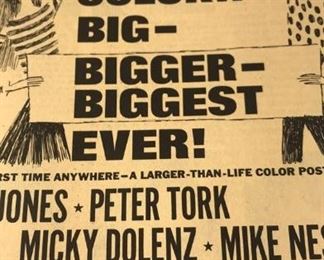 BIG–
BIGGER–
BIGGEST
EVER!
RST TIME ANYWHERE–A LARGER-THAN-LIFE COLOR POST
JONES ★ PETER TORK
MICKY DOLENZ ★ MIKE NES